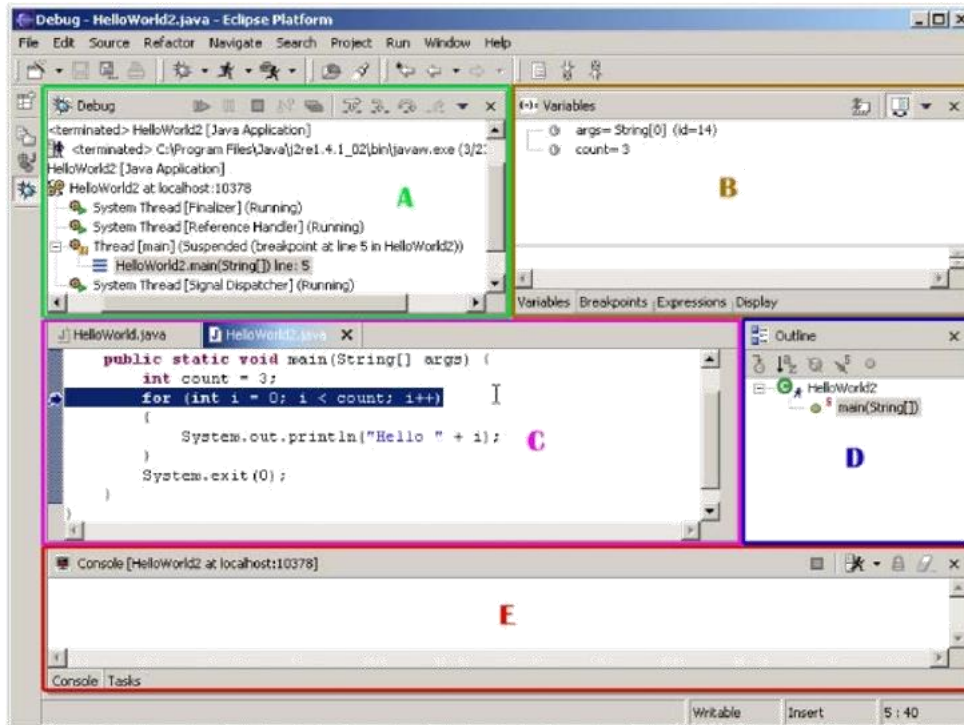 Debug - HelloWorld2.java - Eclipse Platform
File Edit Source Refactor Navigate Search Project Run Window Help
Debug
<terminated> HelloWorld2 [Java Application]
<terminated> C:\Program Files\Java\j2re1.4.1_02\bin\javaw.exe (3/2
HelloWorld2 [Java Application]
HelloWorld2 at localhost:10378
System Thread [Finalizer] (Running)
System Thread [Reference Handler] (Running)
Thread [main] (Suspended (breakpoint at line 5 in HelloWorld2))
HelloWorld2.main(String[]) line: 5
System Thread [Signal Dispatcher] (Running)
A
(x)= Variables
args= String[0] (id=14)
count= 3
B
Variables Breakpoints Expressions Display
HelloWorld.java HelloWorld2.java
public static void main(String[] args) {
int count = 3;
for (int i = 0; i < count; i++)
{
System.out.println("Hello " + i);
}
System.exit(0);
}
}
C
Outline
HelloWorld2
main(String[])
D
Console [HelloWorld2 at localhost:10378]
E
Console Tasks
Writable Insert 5 : 40